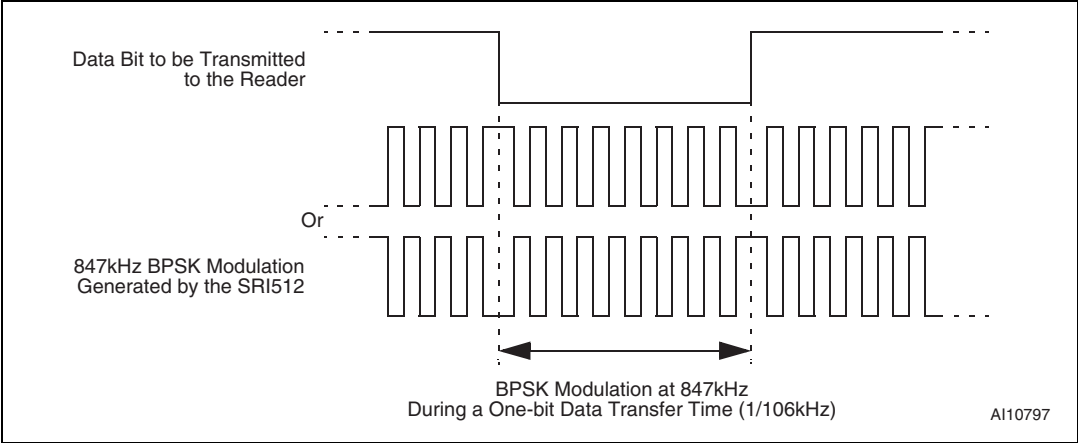 Data Bit to be Transmitted
to the Reader
Or
847kHz BPSK Modulation
Generated by the SRI512
BPSK Modulation at 847kHz
During a One-bit Data Transfer Time (1/106kHz)
AI10797